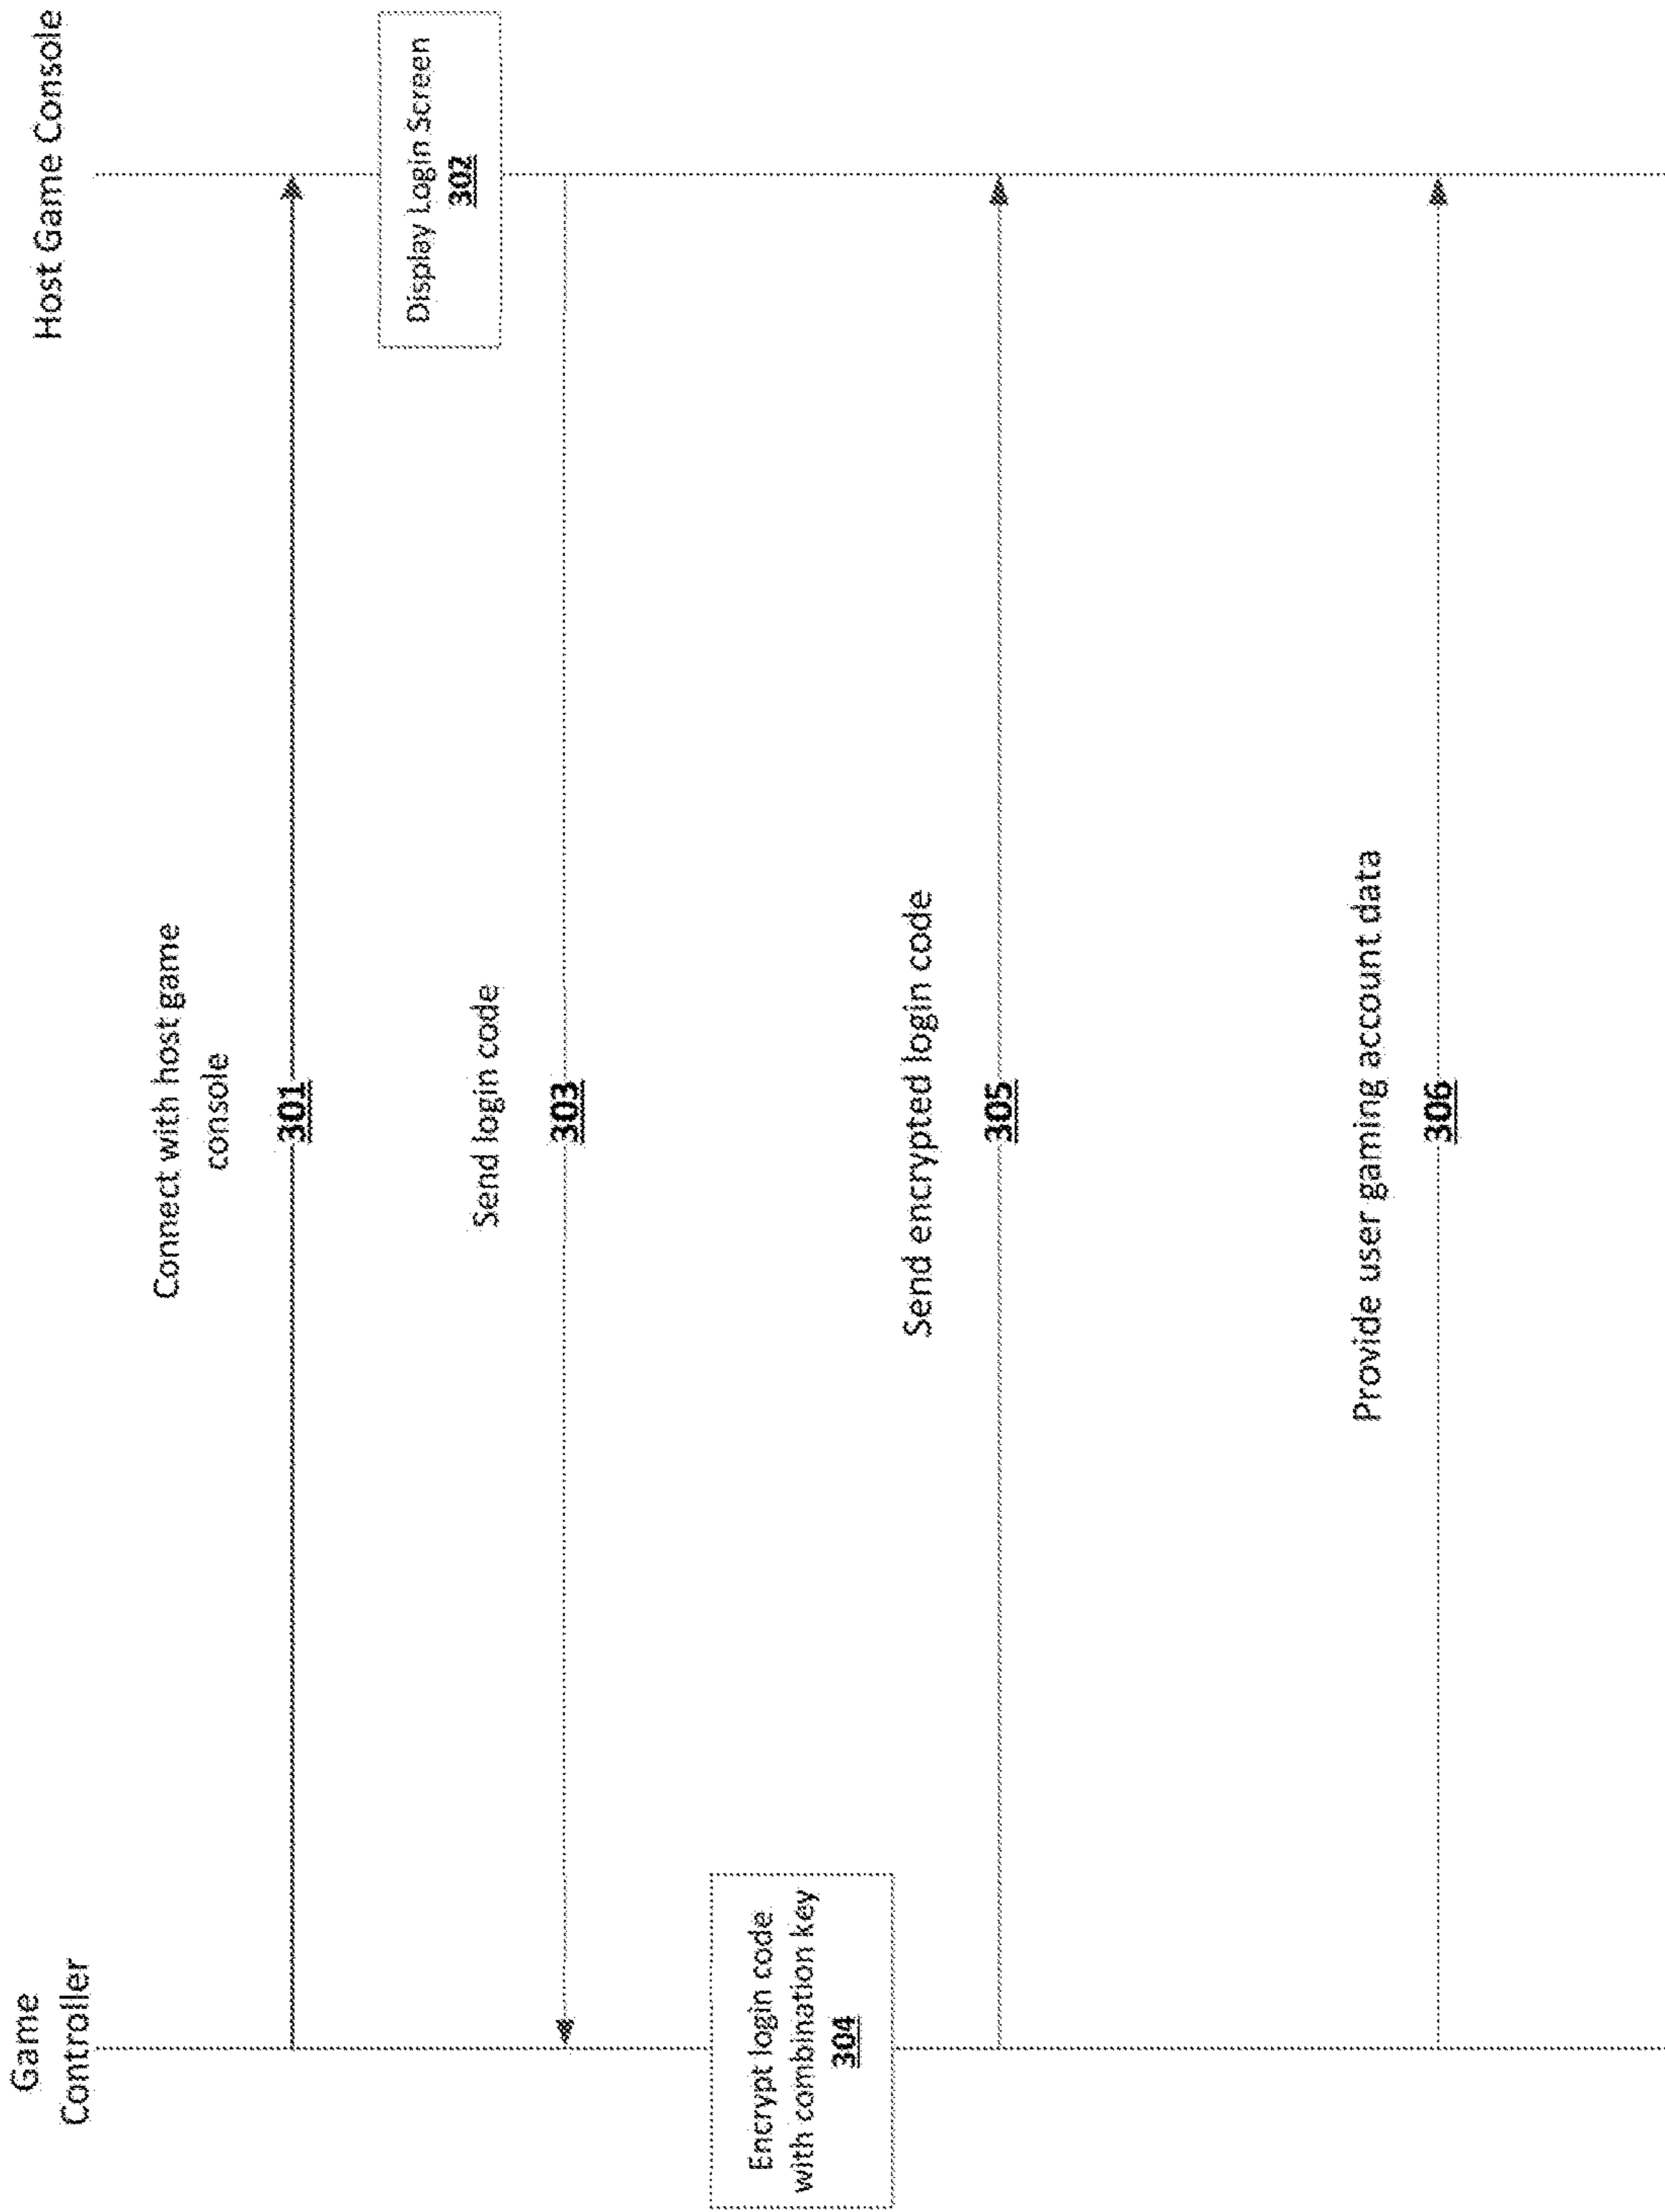 Game
Controller
Host Game Console
Connect with host game
console
301
Display Login Screen
302
Send login code
303
Encrypt login code
with combination key
304
Send encrypted login code
305
Provide user gaming account data
306